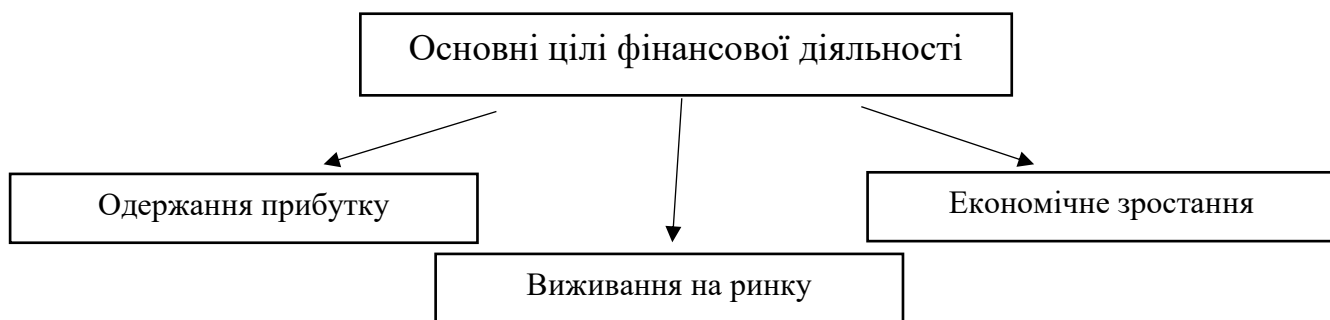 Основні цілі фінансової діяльності
Одержання прибутку
Економічне зростання
Виживання на ринку